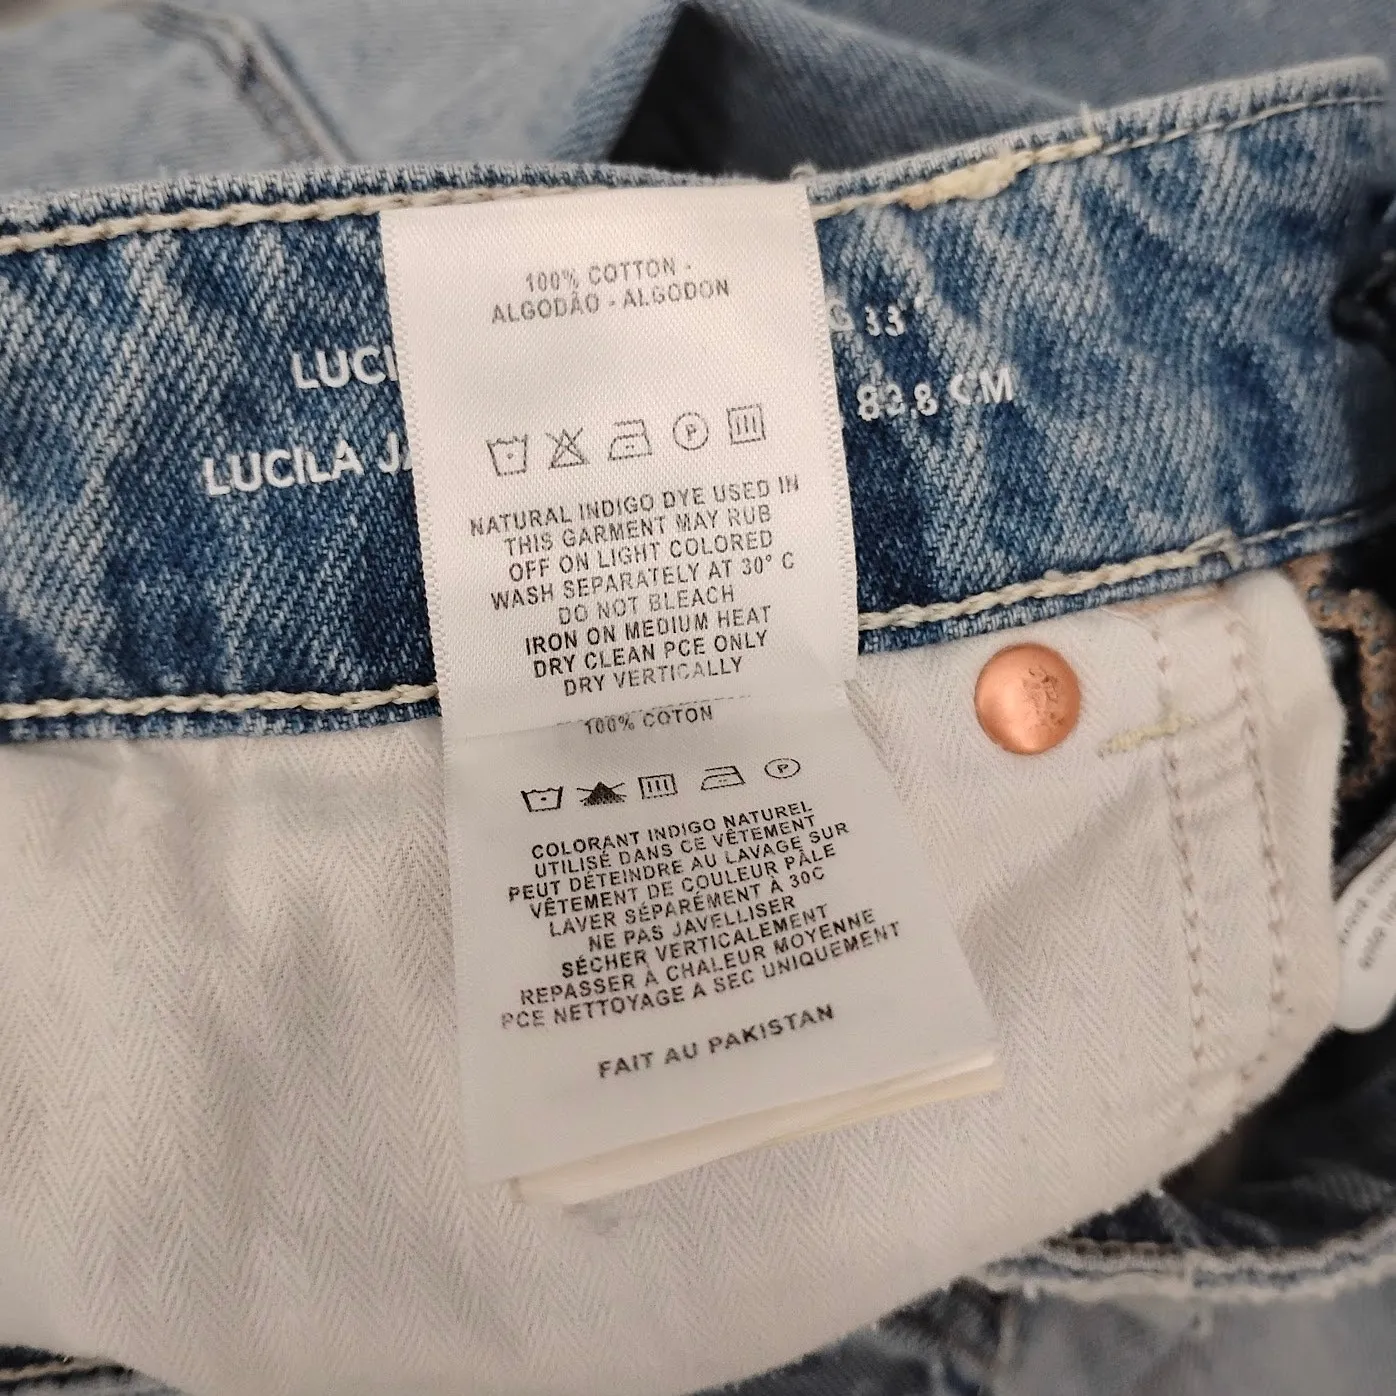 100% COTTON -
ALGODÃO - ALGODON
LUCI
33"
LUCILA JA
83,8 CM
P
NATURAL INDIGO DYE USED IN
THIS GARMENT MAY RUB
OFF ON LIGHT COLORED
WASH SEPARATELY AT 30° C
DO NOT BLEACH
IRON ON MEDIUM HEAT
DRY CLEAN PCE ONLY
DRY VERTICALLY
100% COTON
P
COLORANT INDIGO NATUREL
UTILISÉ DANS CE VÊTEMENT
PEUT DÉTEINDRE AU LAVAGE SUR
VÊTEMENT DE COULEUR PÂLE
LAVER SÉPARÉMENT À 30C
NE PAS JAVELLISER
SÉCHER VERTICALEMENT
REPASSER À CHALEUR MOYENNE
PCE NETTOYAGE A SEC UNIQUEMENT
FAIT AU PAKISTAN